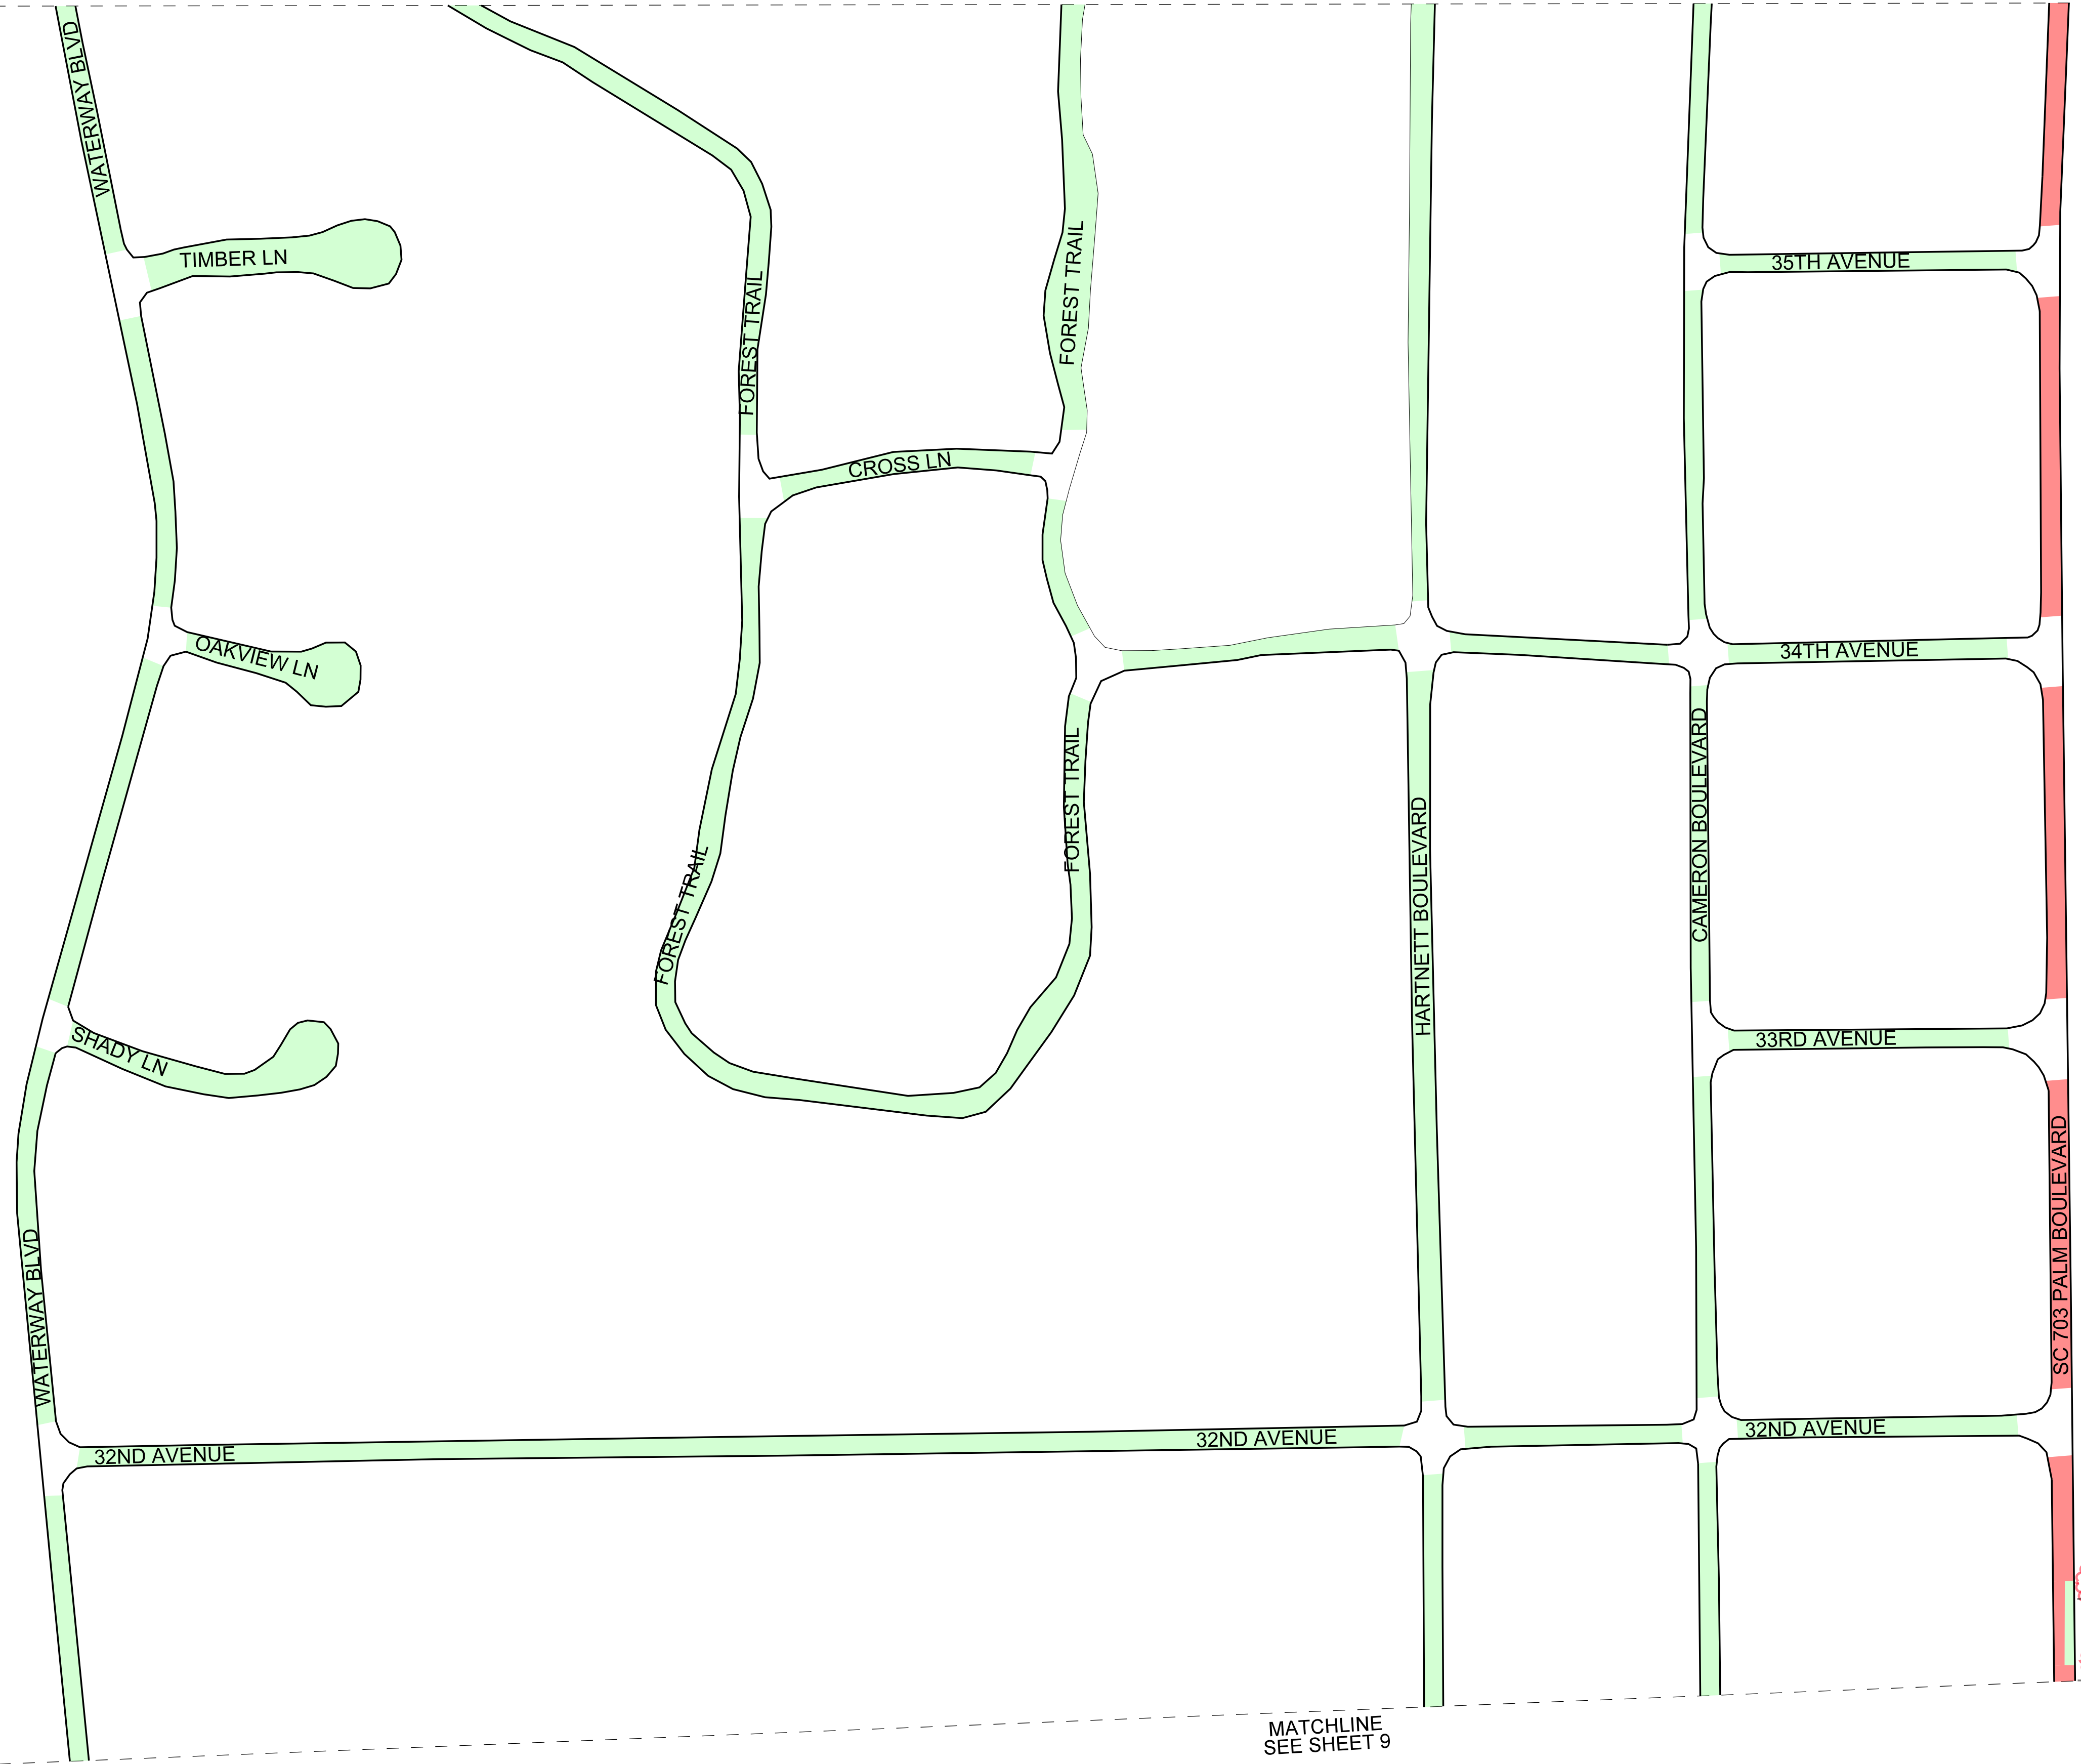 WATERWAY BLVD
TIMBER LN
35TH AVENUE
FOREST TRAIL
FOREST TRAIL
CROSS LN
OAKVIEW LN
34TH AVENUE
FOREST TRAIL
CAMERON BOULEVARD
HARTNETT BOULEVARD
FOREST TRAIL
SHADY LN
33RD AVENUE
SC 703 PALM BOULEVARD
WATERWAY BLVD
32ND AVENUE
32ND AVENUE
32ND AVENUE
MATCHLINE
SEE SHEET 9